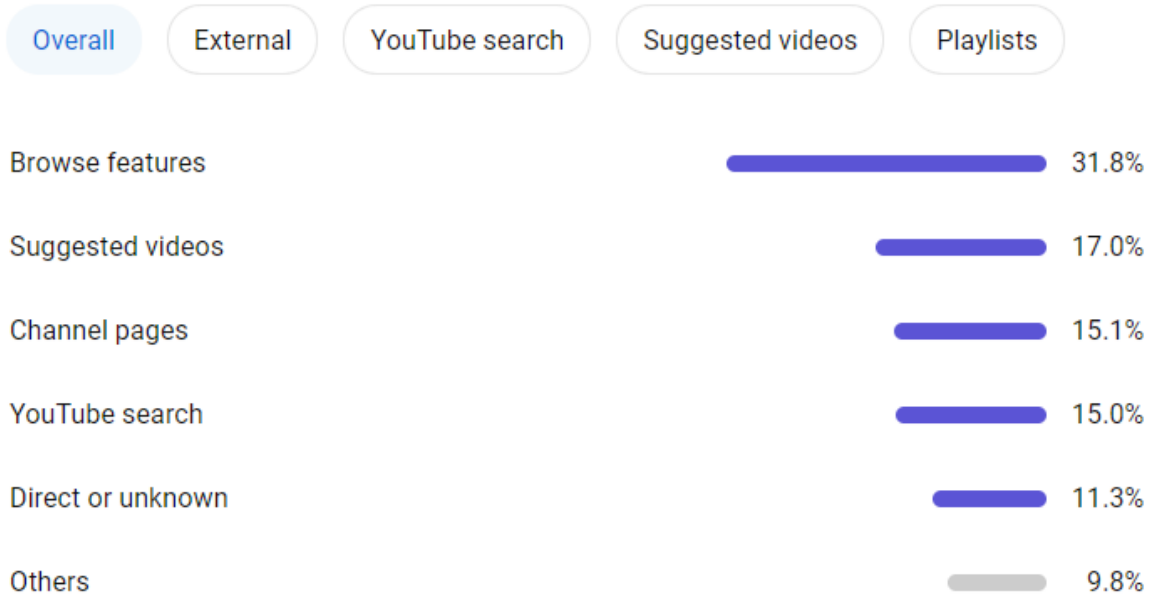 Overall External YouTube search Suggested videos Playlists
Browse features 31.8%
Suggested videos 17.0%
Channel pages 15.1%
YouTube search 15.0%
Direct or unknown 11.3%
Others 9.8%